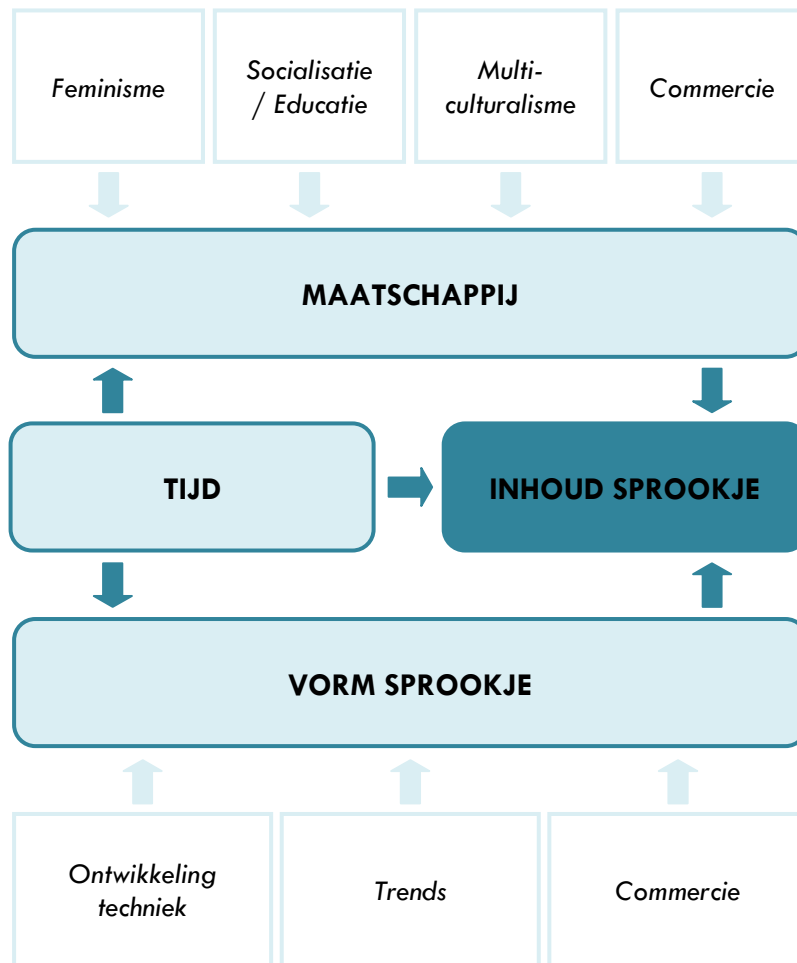 Feminisme
Socialisatie
/ Educatie
Multi-
culturalisme
Commercie
MAATSCHAPPIJ
TIJD
INHOUD SPROOKJE
VORM SPROOKJE
Ontwikkeling
techniek
Trends
Commercie